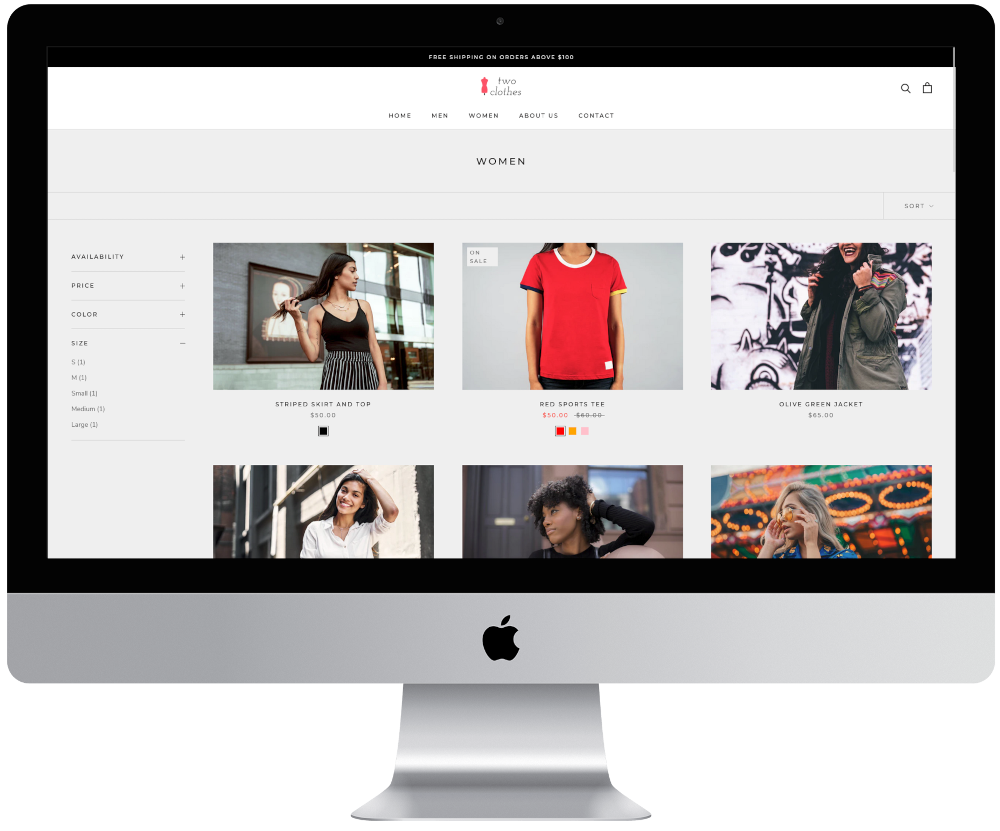 FREE SHIPPING ON ORDERS ABOVE $100
two
clothes
HOME MEN WOMEN ABOUT US CONTACT
WOMEN
SORT
AVAILABILITY +
PRICE +
COLOR +
SIZE –
S (1)
M (1)
Small (1)
Medium (1)
Large (1)
ON
SALE
STRIPED SKIRT AND TOP
$50.00
RED SPORTS TEE
$50.00 $60.00
OLIVE GREEN JACKET
$65.00